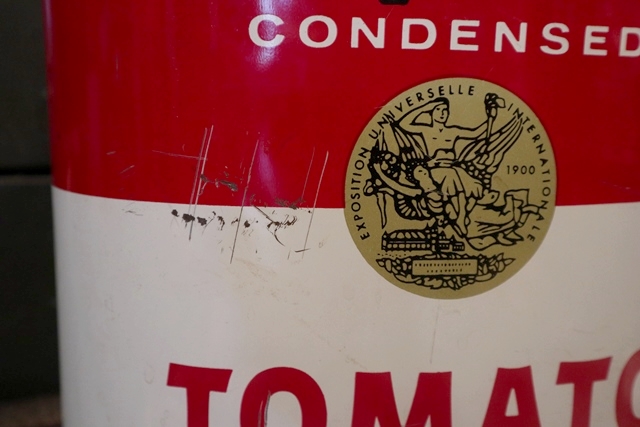 CONDENSED
EXPOSITION UNIVERSELLE INTERNATIONALE
1900
TOMATO